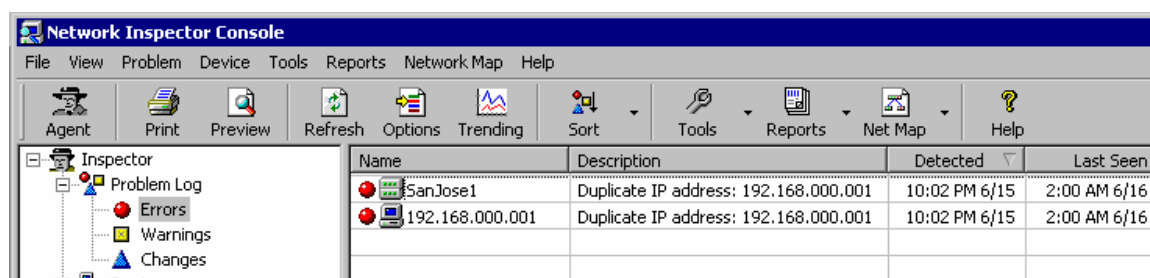 Network Inspector Console
File View Problem Device Tools Reports Network Map Help
Agent Print Preview Refresh Options Trending Sort Tools Reports Net Map Help
Inspector
Problem Log
Errors
Warnings
Changes
Name Description Detected Last Seen
SanJose1 Duplicate IP address: 192.168.000.001 10:02 PM 6/15 2:00 AM 6/16
192.168.000.001 Duplicate IP address: 192.168.000.001 10:02 PM 6/15 2:00 AM 6/16